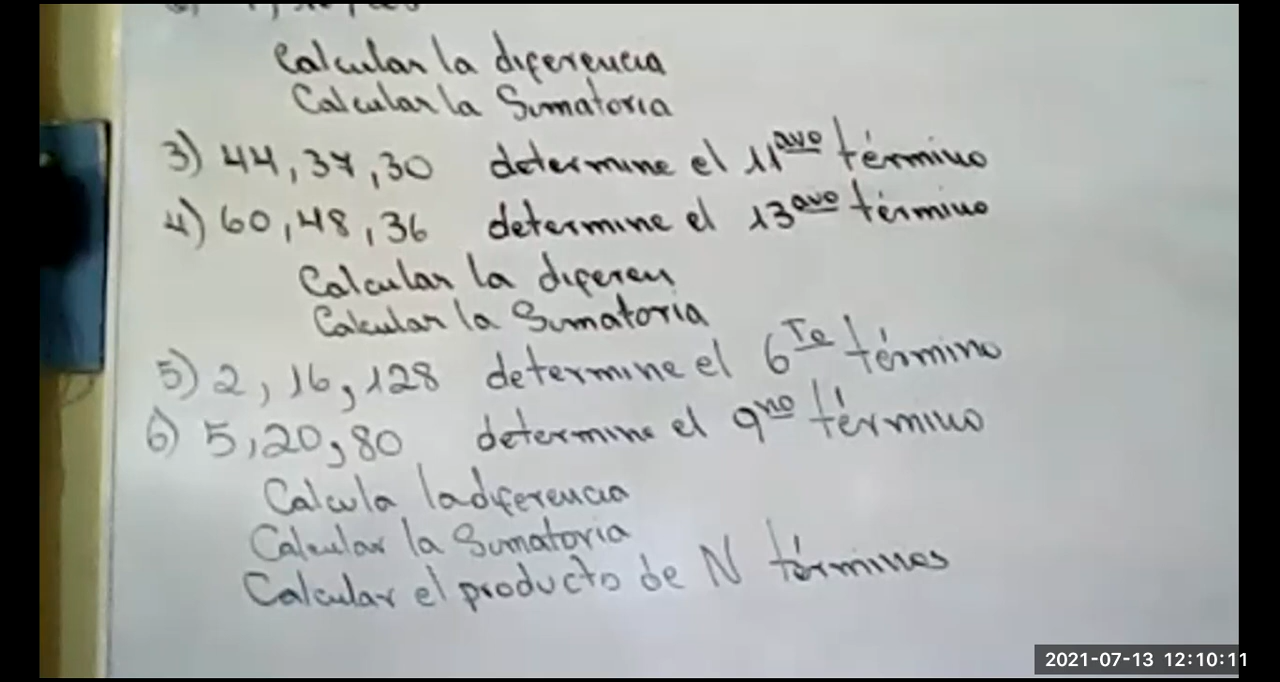 Calcular la diferencia
Calcular la Sumatoria
3) 44, 37, 30 determine el 11avo término
4) 60, 48, 36 determine el 13avo término
Calcular la diferen
Calcular la Sumatoria
5) 2, 16, 128 determine el 6To término
6) 5, 20, 80 determine el 9no término
Calcula la diferencia
Calcular la Sumatoria
Calcular el producto de N términos
2021-07-13 12:10:11